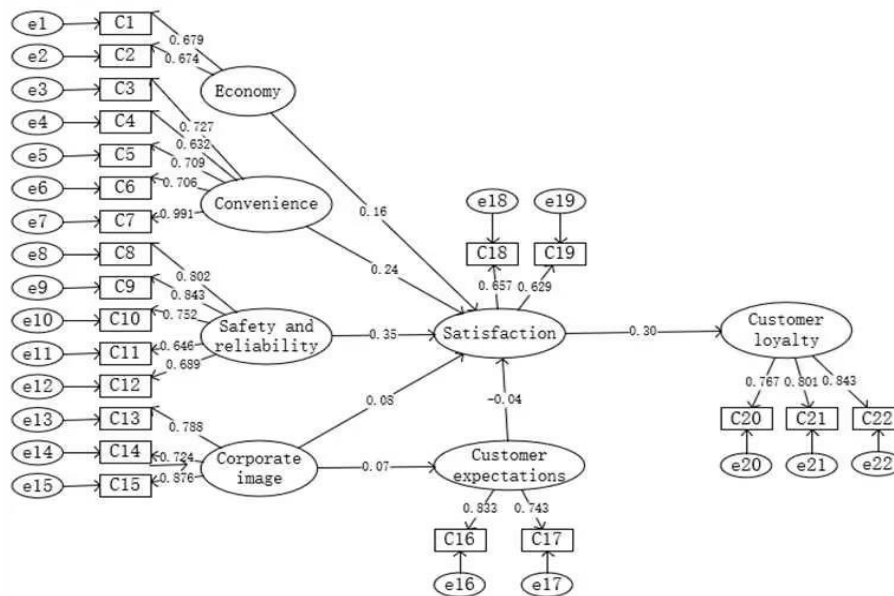 e1 C1
0.679
e2 C2
0.674
e3 C3
Economy
e4 C4
0.727
0.632
e5 C5
0.709
e6 C6
0.706
Convenience
e7 C7
0.991
0.16
e18 e19
e8 C8
C18 C19
0.24
0.802
e9 C9
0.843
0.657 0.629
e10 C10
0.752
Safety and
reliability
0.35
Satisfaction
0.30
Customer
loyalty
e11 C11
0.646
0.689
e12 C12
0.767 0.801 0.843
e13 C13
0.08
-0.04
C20 C21 C22
0.788
e14 C14
0.724
Corporate
image
0.07
Customer
expectations
e20 e21 e22
e15 C15
0.876
0.833 0.743
C16 C17
e16 e17